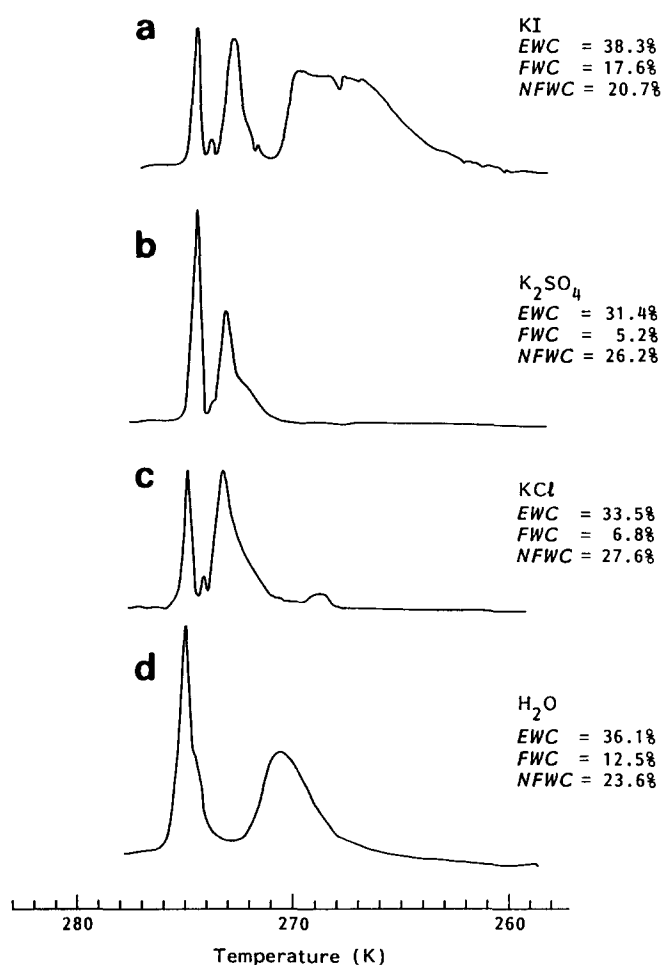 a
KI
EWC = 38.3%
FWC = 17.6%
NFWC = 20.7%
b
K₂SO₄
EWC = 31.4%
FWC = 5.2%
NFWC = 26.2%
c
KCl
EWC = 33.5%
FWC = 6.8%
NFWC = 27.6%
d
H₂O
EWC = 36.1%
FWC = 12.5%
NFWC = 23.6%
280 270 260
Temperature (K)